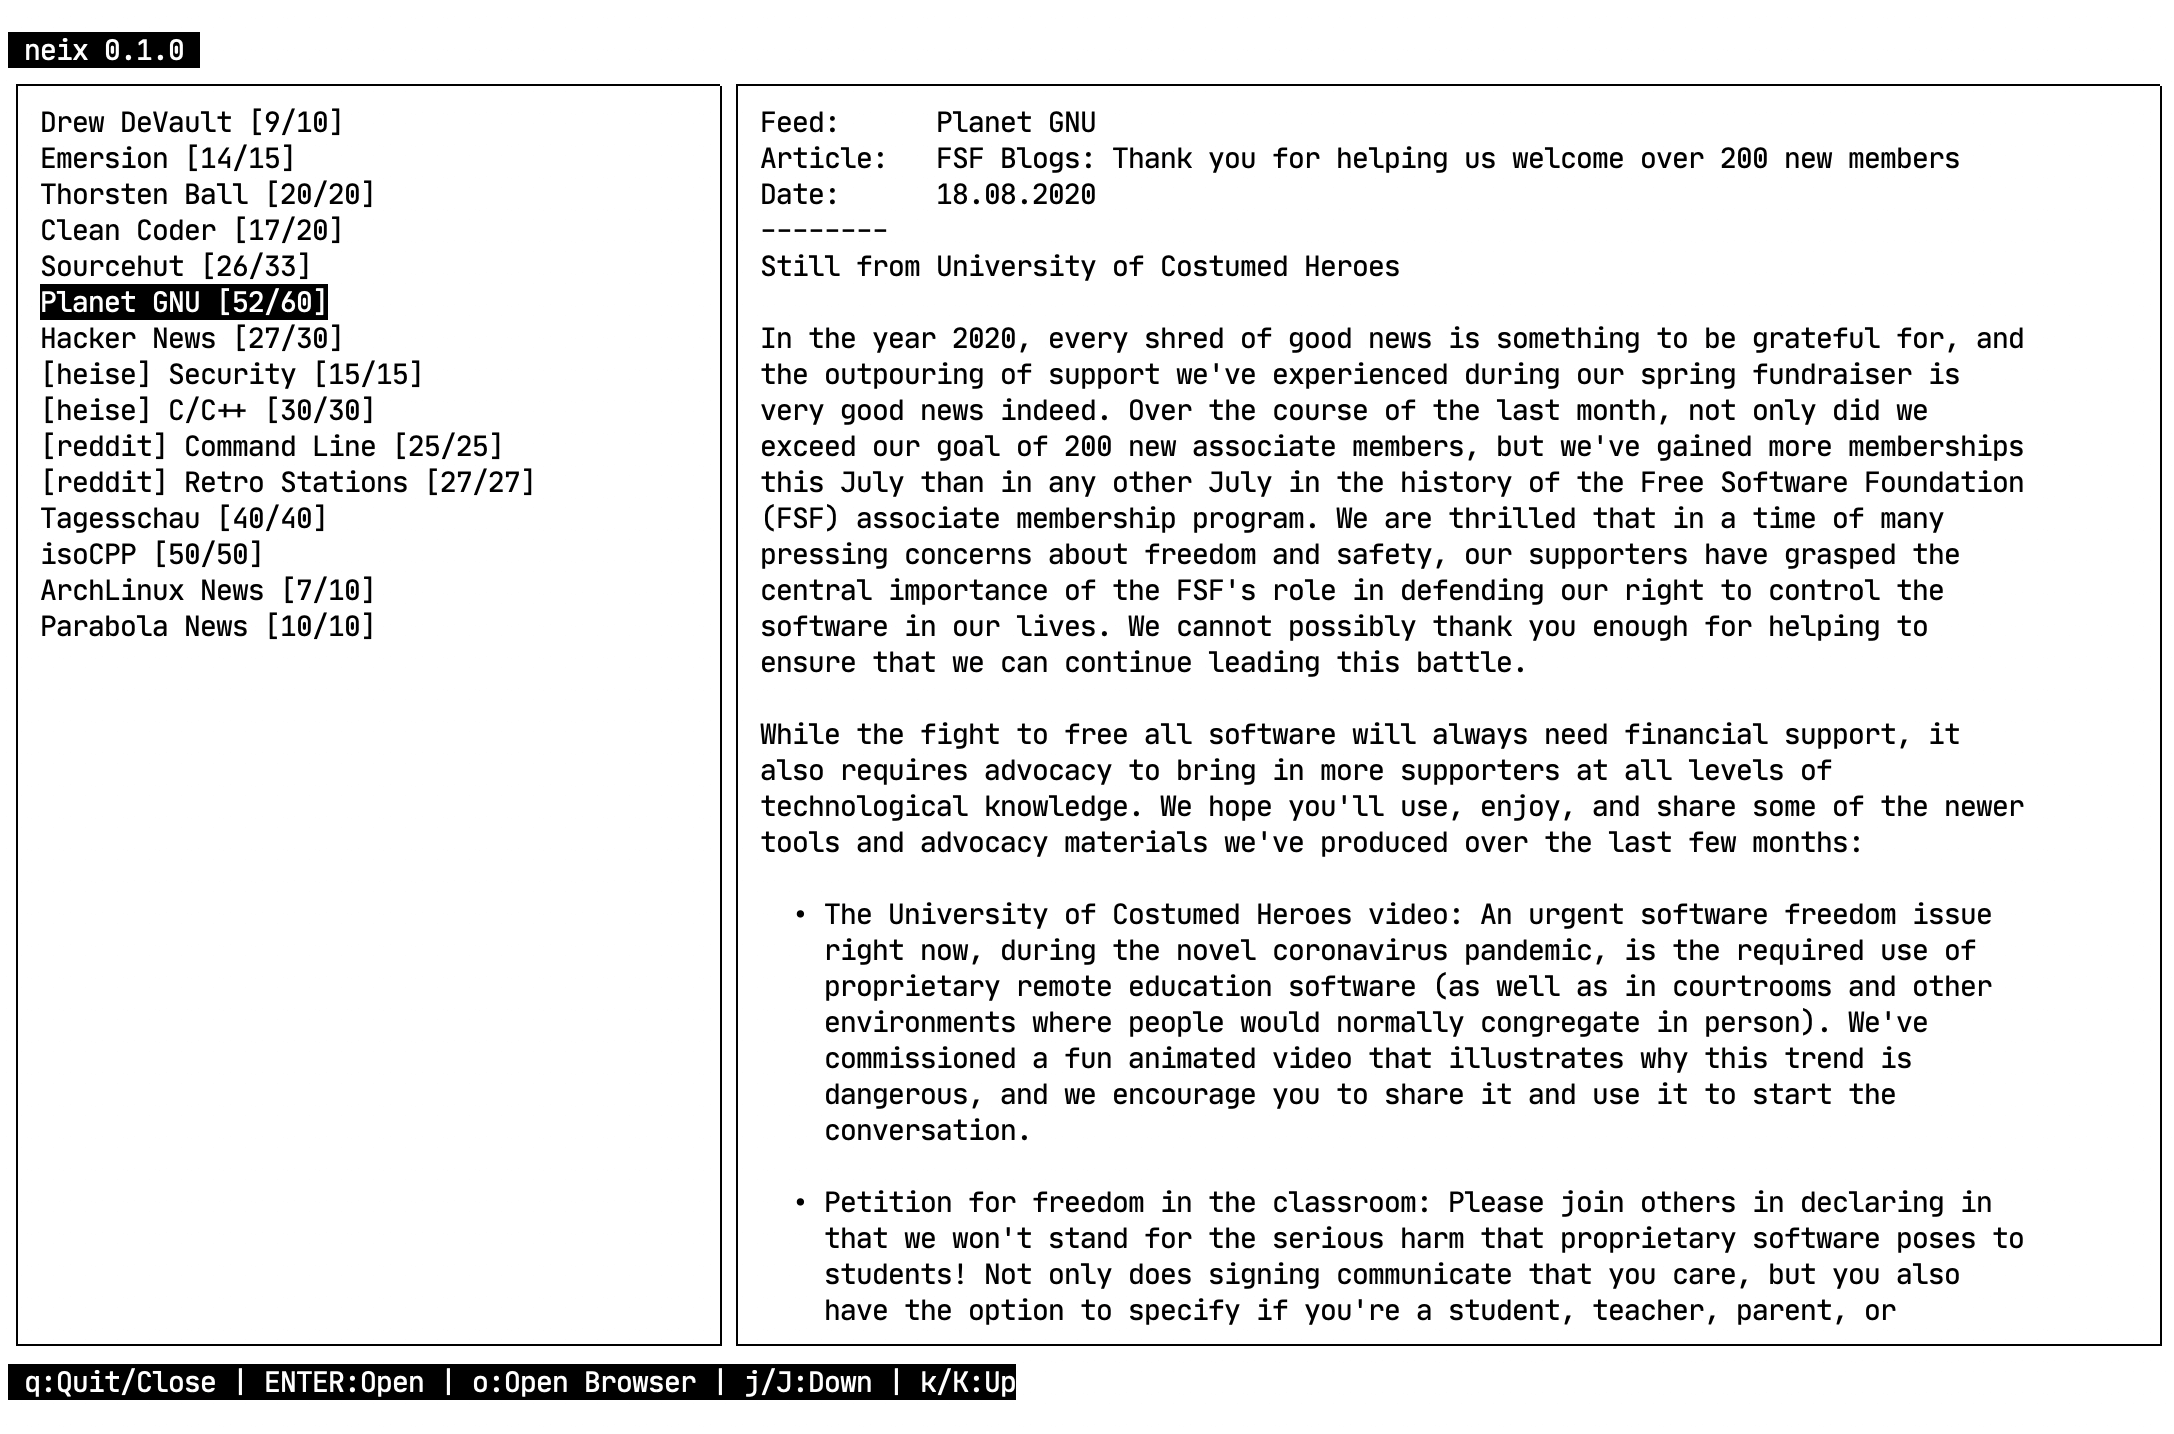 neix 0.1.0
Drew DeVault [9/10]
Emersion [14/15]
Thorsten Ball [20/20]
Clean Coder [17/20]
Sourcehut [26/33]
Planet GNU [52/60]
Hacker News [27/30]
[heise] Security [15/15]
[heise] C/C++ [30/30]
[reddit] Command Line [25/25]
[reddit] Retro Stations [27/27]
Tagesschau [40/40]
isoCPP [50/50]
ArchLinux News [7/10]
Parabola News [10/10]
Feed:      Planet GNU
Article:   FSF Blogs: Thank you for helping us welcome over 200 new members
Date:      18.08.2020
--------
Still from University of Costumed Heroes
In the year 2020, every shred of good news is something to be grateful for, and
the outpouring of support we've experienced during our spring fundraiser is
very good news indeed. Over the course of the last month, not only did we
exceed our goal of 200 new associate members, but we've gained more memberships
this July than in any other July in the history of the Free Software Foundation
(FSF) associate membership program. We are thrilled that in a time of many
pressing concerns about freedom and safety, our supporters have grasped the
central importance of the FSF's role in defending our right to control the
software in our lives. We cannot possibly thank you enough for helping to
ensure that we can continue leading this battle.
While the fight to free all software will always need financial support, it
also requires advocacy to bring in more supporters at all levels of
technological knowledge. We hope you'll use, enjoy, and share some of the newer
tools and advocacy materials we've produced over the last few months:
• The University of Costumed Heroes video: An urgent software freedom issue
right now, during the novel coronavirus pandemic, is the required use of
proprietary remote education software (as well as in courtrooms and other
environments where people would normally congregate in person). We've
commissioned a fun animated video that illustrates why this trend is
dangerous, and we encourage you to share it and use it to start the
conversation.
• Petition for freedom in the classroom: Please join others in declaring in
that we won't stand for the serious harm that proprietary software poses to
students! Not only does signing communicate that you care, but you also
have the option to specify if you're a student, teacher, parent, or
q:Quit/Close | ENTER:Open | o:Open Browser | j/J:Down | k/K:Up